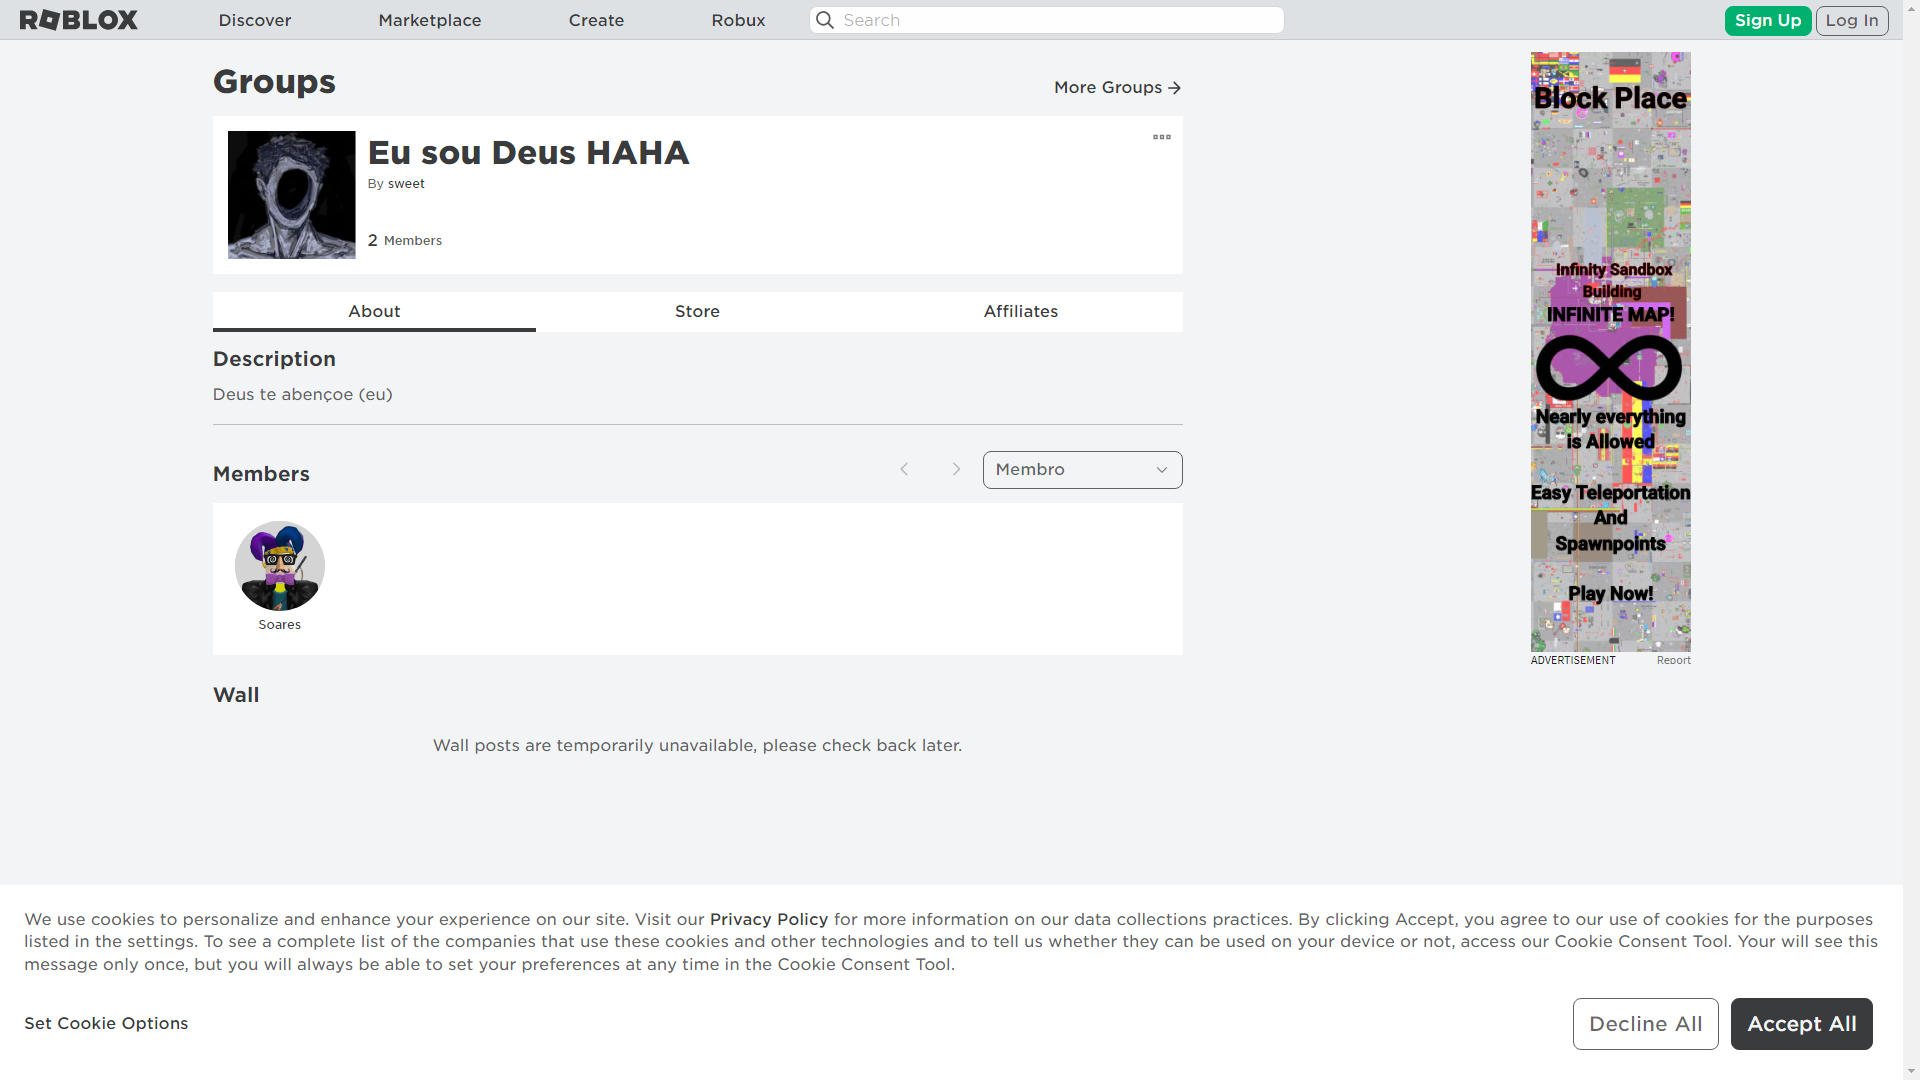 ROBLOX
Discover
Marketplace
Create
Robux
Search
Sign Up
Log In
Groups
More Groups
Eu sou Deus HAHA
By sweet
2 Members
About
Store
Affiliates
Description
Deus te abençoe (eu)
Members
Membro
Soares
Wall
Wall posts are temporarily unavailable, please check back later.
Block Place
Infinity Sandbox
Building
INFINITE MAP!
Nearly everything
is Allowed
Easy Teleportation
And
Spawnpoints
Play Now!
ADVERTISEMENT
Report
We use cookies to personalize and enhance your experience on our site. Visit our Privacy Policy for more information on our data collections practices. By clicking Accept, you agree to our use of cookies for the purposes
listed in the settings. To see a complete list of the companies that use these cookies and other technologies and to tell us whether they can be used on your device or not, access our Cookie Consent Tool. Your will see this
message only once, but you will always be able to set your preferences at any time in the Cookie Consent Tool.
Set Cookie Options
Decline All
Accept All